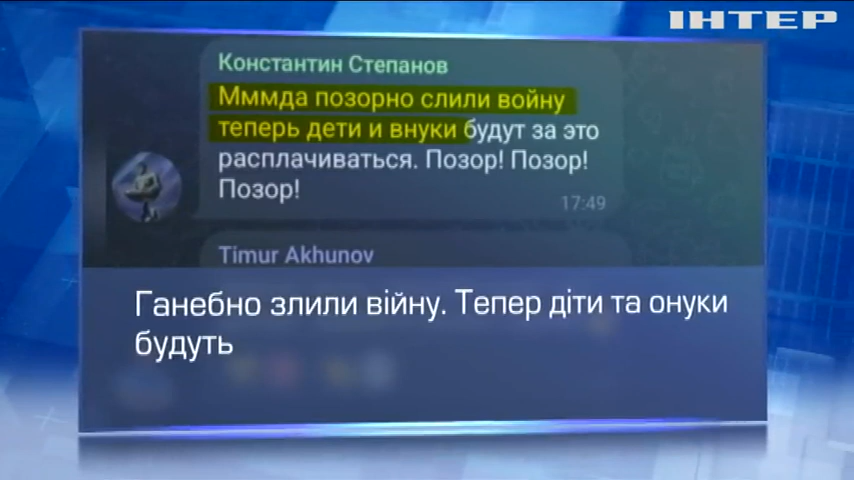 ІНТЕР
Константин Степанов
Мммда позорно слили войну
теперь дети и внуки будут за это
расплачиваться. Позор! Позор!
Позор!
17:49
Timur Akhunov
Ганебно злили війну. Тепер діти та онуки
будуть